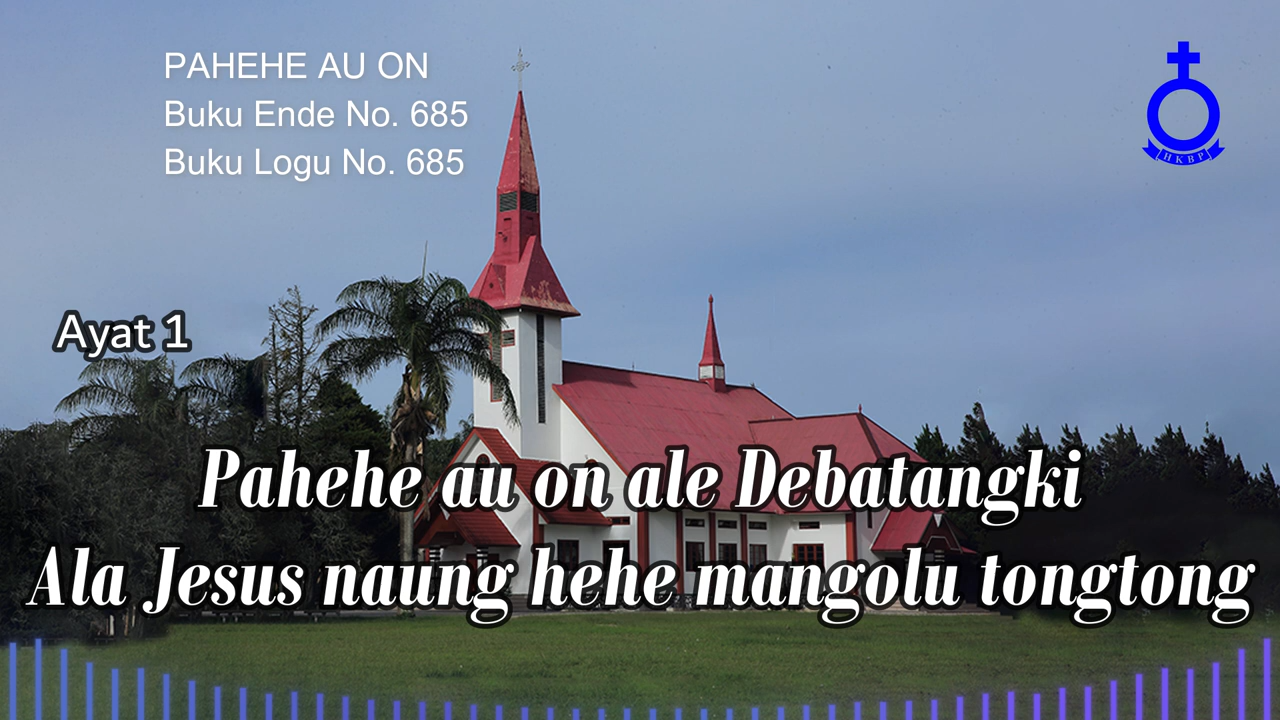 PAHEHE AU ON
Buku Ende No. 685
Buku Logu No. 685
HKBP
Ayat 1
Pahehe au on ale Debatangki
Ala Jesus naung hehe mangolu tongtong